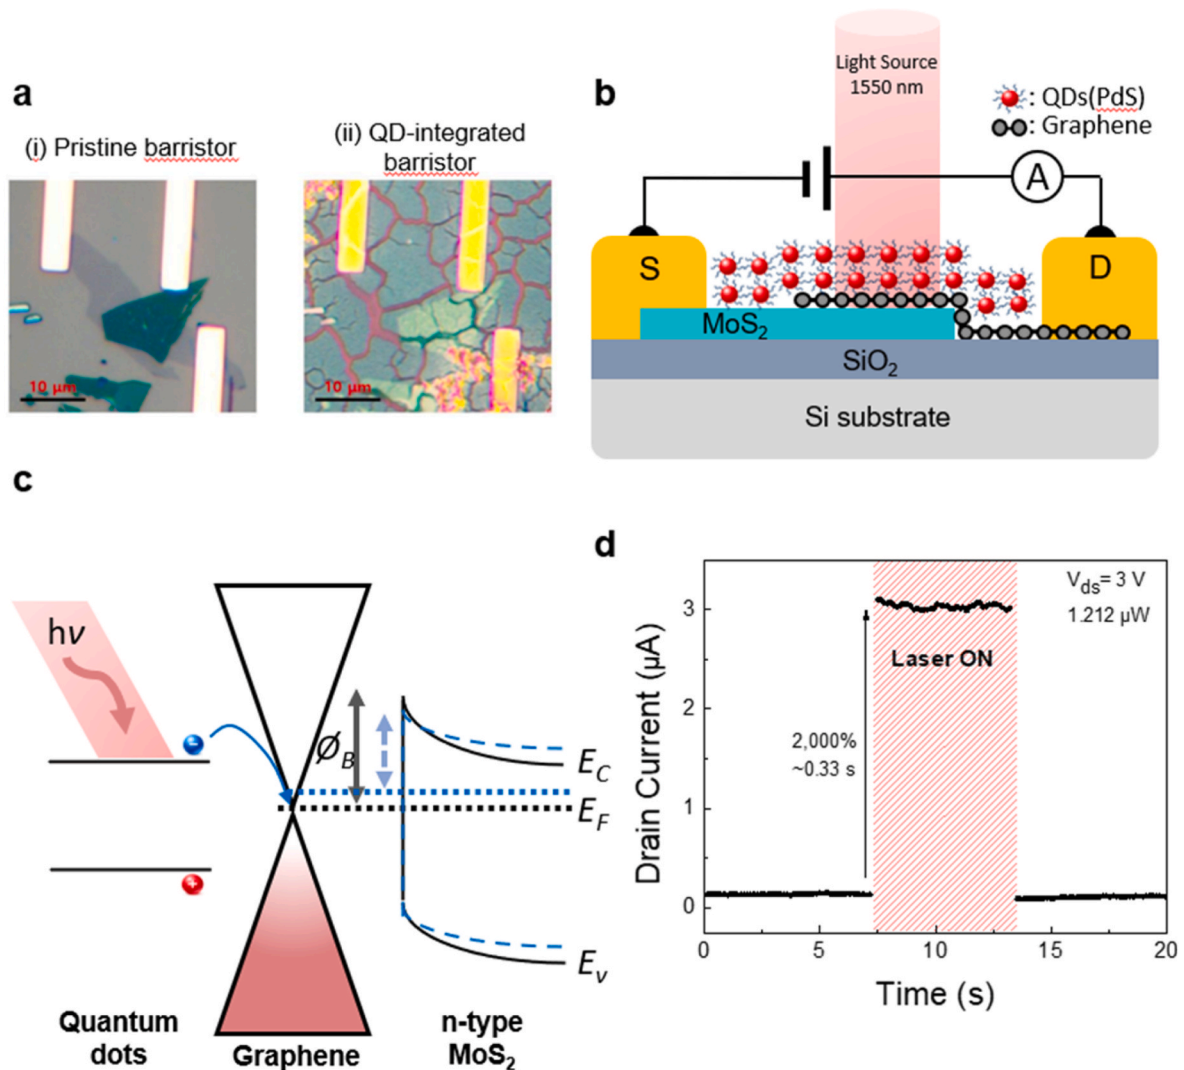 a
(i) Pristine barristor
(ii) QD-integrated
barristor
10 μm
10 μm
b
Light Source
1550 nm
: QDs(PdS)
: Graphene
A
S
D
MoS₂
SiO₂
Si substrate
c
hν
ϕB
EC
EF
Ev
Quantum
dots
Graphene
n-type
MoS₂
d
Vds= 3 V
1.212 μW
Laser ON
2,000%
~0.33 s
Drain Current (μA)
3
2
1
0
0
5
10
15
20
Time (s)